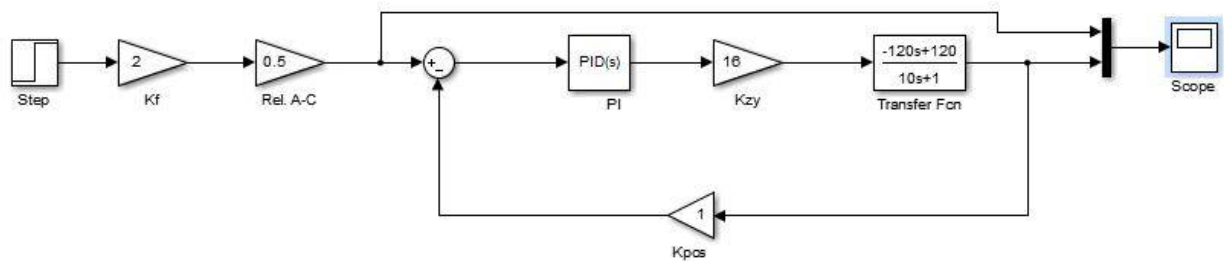 2
0.5
+
-
PID(s)
16
-120s+120
10s+1
Step
Kf
Rel. A-C
PI
Kzy
Transfer Fcn
Scope
1
Kpos